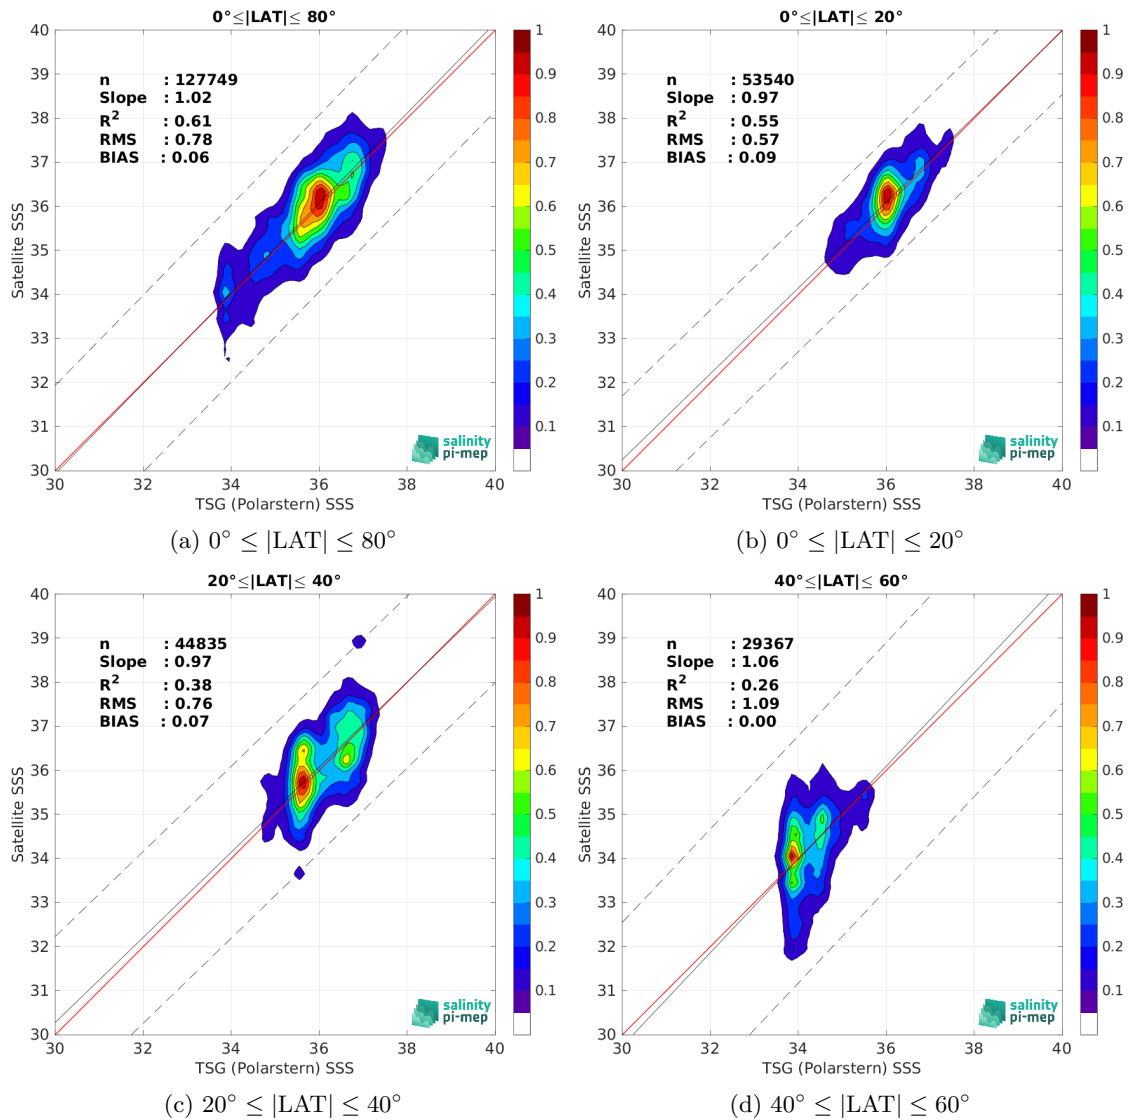 0°≤|LAT|≤ 80°
40
39
38
37
36
35
34
33
32
31
30
Satellite SSS
n : 127749
Slope : 1.02
R² : 0.61
RMS : 0.78
BIAS : 0.06
salinity
pi-mep
30 32 34 36 38 40
TSG (Polarstern) SSS
1
0.9
0.8
0.7
0.6
0.5
0.4
0.3
0.2
0.1
(a) 0° ≤ |LAT| ≤ 80°
0°≤|LAT|≤ 20°
40
39
38
37
36
35
34
33
32
31
30
Satellite SSS
n : 53540
Slope : 0.97
R² : 0.55
RMS : 0.57
BIAS : 0.09
salinity
pi-mep
30 32 34 36 38 40
TSG (Polarstern) SSS
1
0.9
0.8
0.7
0.6
0.5
0.4
0.3
0.2
0.1
(b) 0° ≤ |LAT| ≤ 20°
20°≤|LAT|≤ 40°
40
39
38
37
36
35
34
33
32
31
30
Satellite SSS
n : 44835
Slope : 0.97
R² : 0.38
RMS : 0.76
BIAS : 0.07
salinity
pi-mep
30 32 34 36 38 40
TSG (Polarstern) SSS
1
0.9
0.8
0.7
0.6
0.5
0.4
0.3
0.2
0.1
(c) 20° ≤ |LAT| ≤ 40°
40°≤|LAT|≤ 60°
40
39
38
37
36
35
34
33
32
31
30
Satellite SSS
n : 29367
Slope : 1.06
R² : 0.26
RMS : 1.09
BIAS : 0.00
salinity
pi-mep
30 32 34 36 38 40
TSG (Polarstern) SSS
1
0.9
0.8
0.7
0.6
0.5
0.4
0.3
0.2
0.1
(d) 40° ≤ |LAT| ≤ 60°